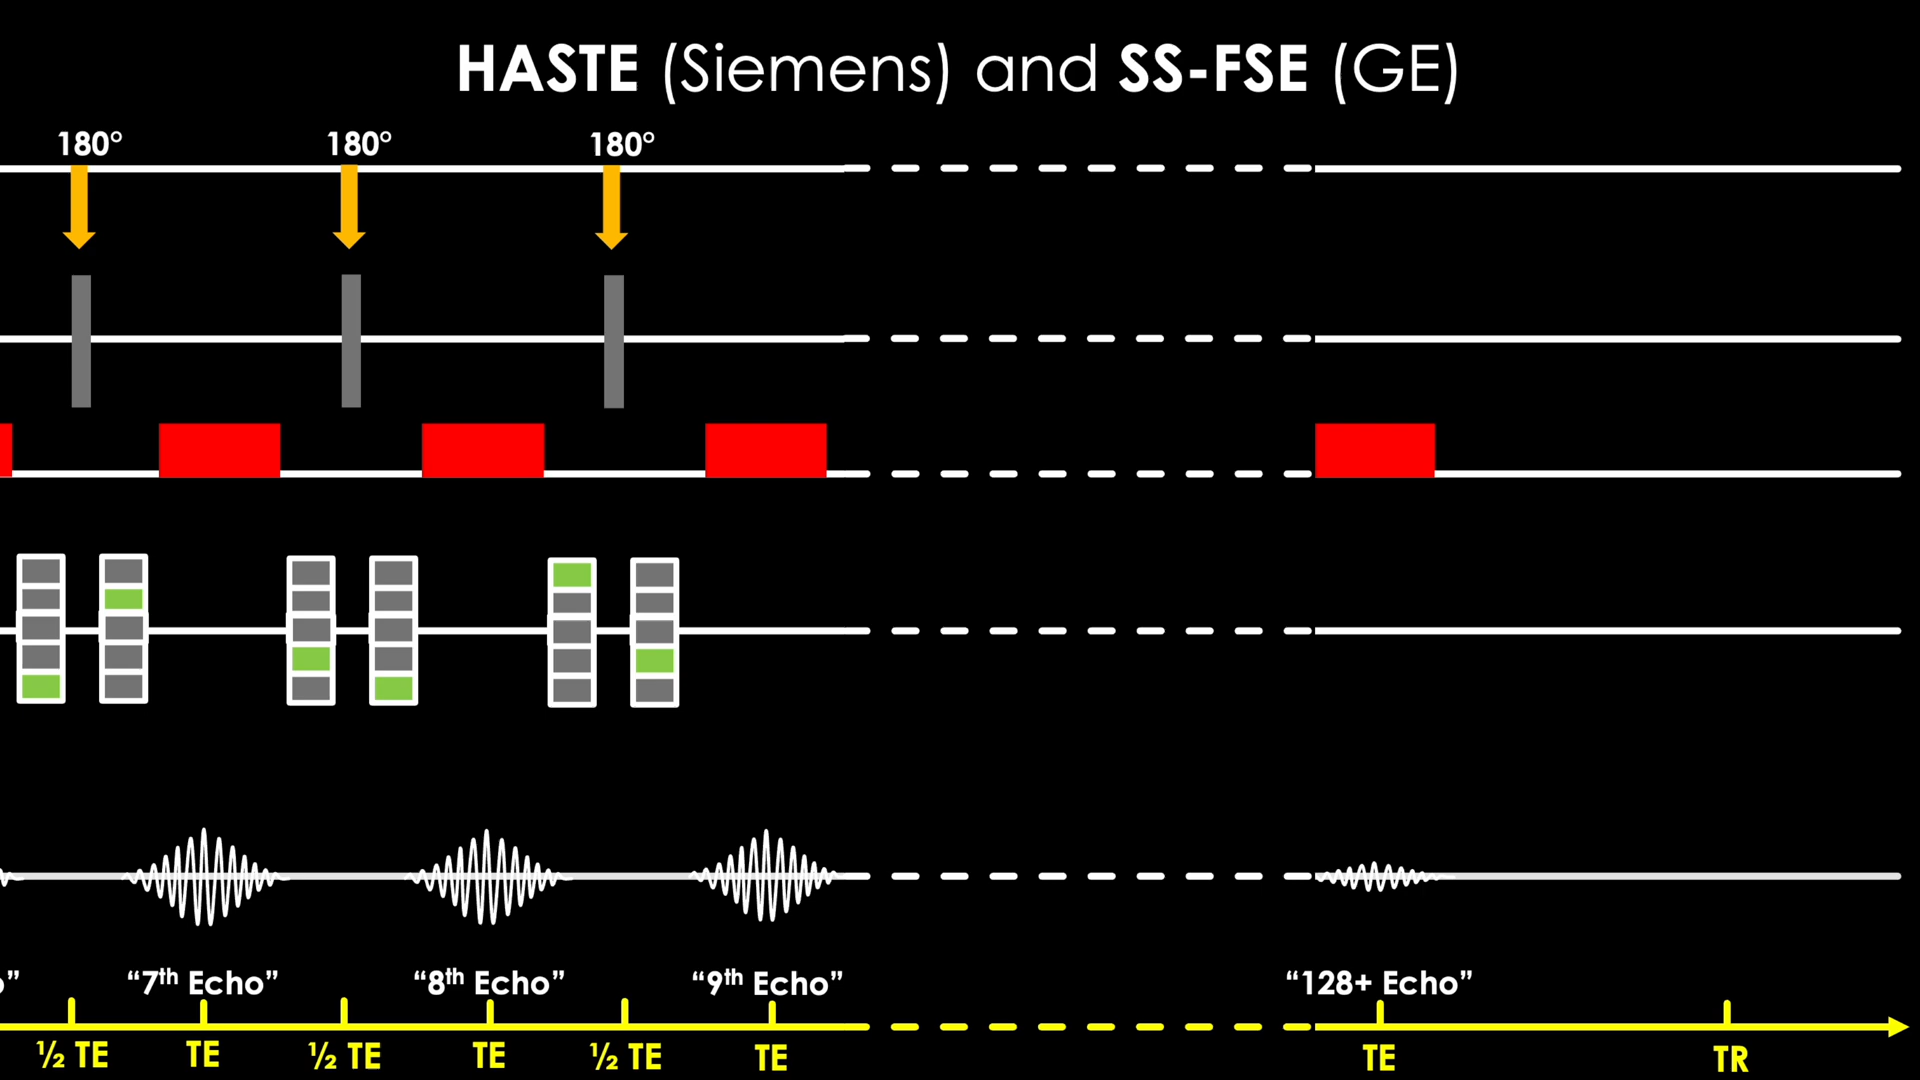 HASTE (Siemens) and SS-FSE (GE)
180° 180° 180°
”
“7th Echo” “8th Echo” “9th Echo” “128+ Echo”
½ TE TE ½ TE TE ½ TE TE TE TR